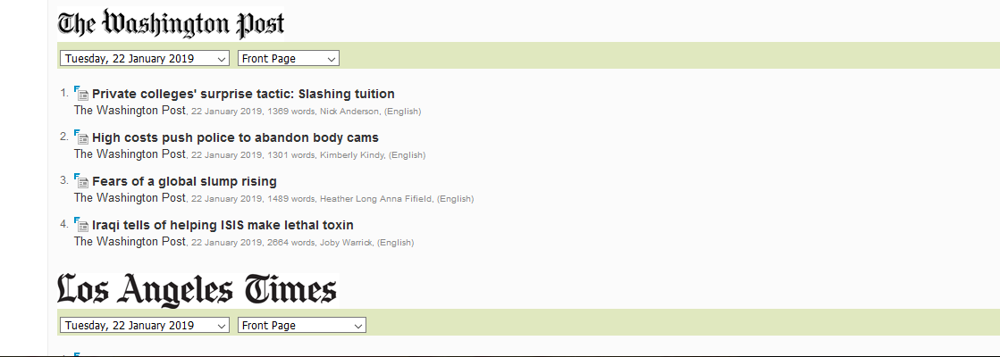 The Washington Post
Tuesday, 22 January 2019 Front Page
1. Private colleges' surprise tactic: Slashing tuition
The Washington Post, 22 January 2019, 1369 words, Nick Anderson, (English)
2. High costs push police to abandon body cams
The Washington Post, 22 January 2019, 1301 words, Kimberly Kindy, (English)
3. Fears of a global slump rising
The Washington Post, 22 January 2019, 1489 words, Heather Long Anna Fifield, (English)
4. Iraqi tells of helping ISIS make lethal toxin
The Washington Post, 22 January 2019, 2664 words, Joby Warrick, (English)
Los Angeles Times
Tuesday, 22 January 2019 Front Page